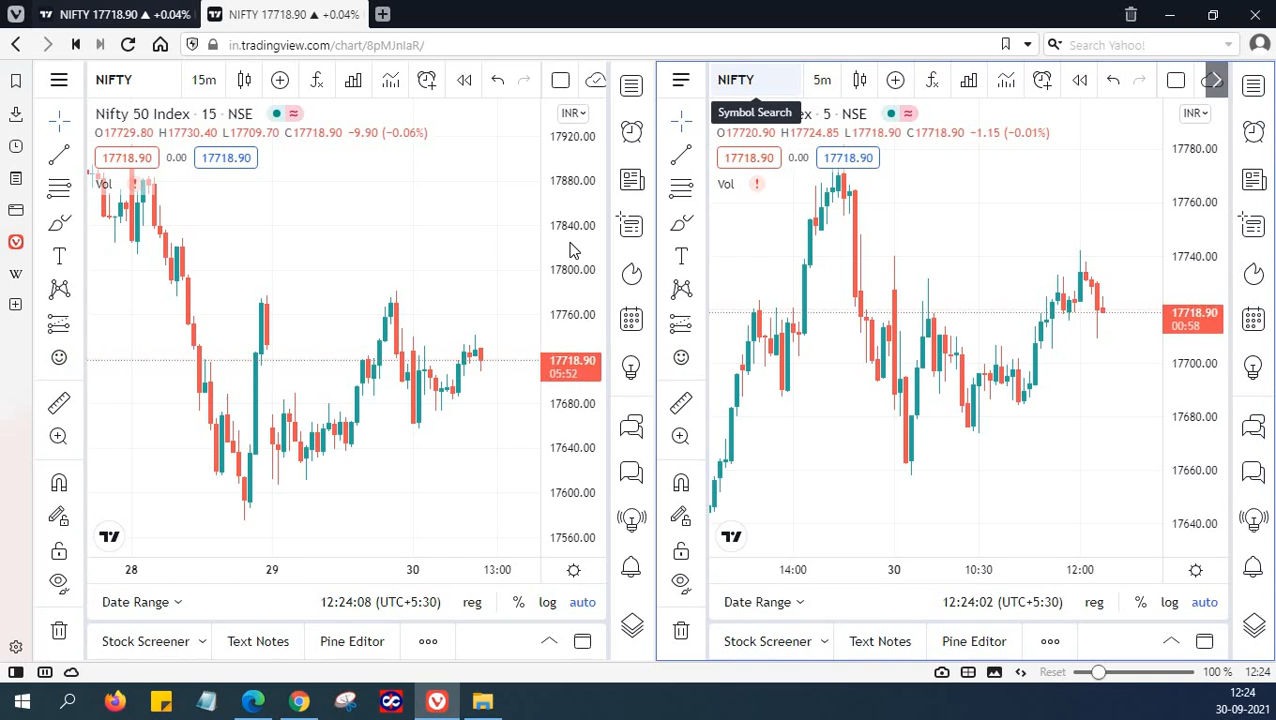 NIFTY 17718.90 ▲ +0.04%
NIFTY 17718.90 ▲ +0.04%
in.tradingview.com/chart/8pMJnIaR/
Search Yahoo!
NIFTY
15m
Nifty 50 Index · 15 · NSE
INR
O17729.80 H17730.40 L17709.70 C17718.90 −9.90 (−0.06%)
17718.90 0.00 17718.90
Vol !
17920.00
17880.00
17840.00
17800.00
17760.00
17718.90
05:52
17680.00
17640.00
17600.00
17560.00
28 29 30 13:00
Date Range
12:24:08 (UTC+5:30) reg % log auto
Stock Screener Text Notes Pine Editor
NIFTY
5m
Symbol Search
ex · 5 · NSE
INR
O17720.90 H17724.85 L17718.90 C17718.90 −1.15 (−0.01%)
17718.90 0.00 17718.90
Vol !
17780.00
17760.00
17740.00
17718.90
00:58
17700.00
17680.00
17660.00
17640.00
14:00 30 10:30 12:00
Date Range
12:24:02 (UTC+5:30) reg % log auto
Stock Screener Text Notes Pine Editor
Reset 100 % 12:24
12:24
30-09-2021